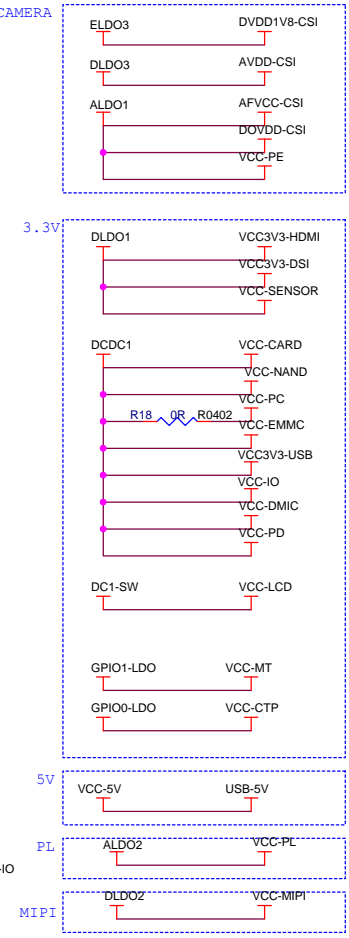 CAMERA
ELDO3 DVDD1V8-CSI
DLDO3 AVDD-CSI
ALDO1 AFVCC-CSI
DOVDD-CSI
VCC-PE
3.3V
DLDO1 VCC3V3-HDMI
VCC3V3-DSI
VCC-SENSOR
DCDC1 VCC-CARD
VCC-NAND
VCC-PC
R18 0R R0402
VCC-EMMC
VCC3V3-USB
VCC-IO
VCC-DMIC
VCC-PD
DC1-SW VCC-LCD
GPIO1-LDO VCC-MT
GPIO0-LDO VCC-CTP
5V
VCC-5V USB-5V
PL
ALDO2 VCC-PL
-IO
MIPI
DLDO2 VCC-MIPI